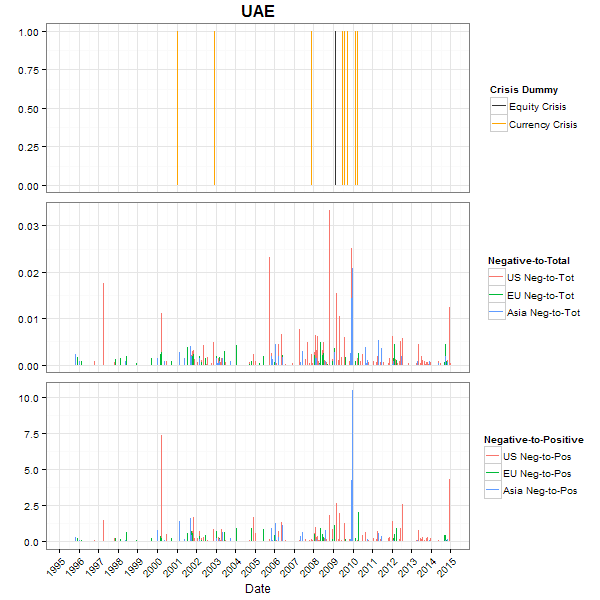 UAE
1.00
0.75
0.50
0.25
0.00
Crisis Dummy
Equity Crisis
Currency Crisis
0.03
0.02
0.01
0.00
Negative-to-Total
US Neg-to-Tot
EU Neg-to-Tot
Asia Neg-to-Tot
10.0
7.5
5.0
2.5
0.0
Negative-to-Positive
US Neg-to-Pos
EU Neg-to-Pos
Asia Neg-to-Pos
1995 1996 1997 1998 1999 2000 2001 2002 2003 2004 2005 2006 2007 2008 2009 2010 2011 2012 2013 2014 2015
Date